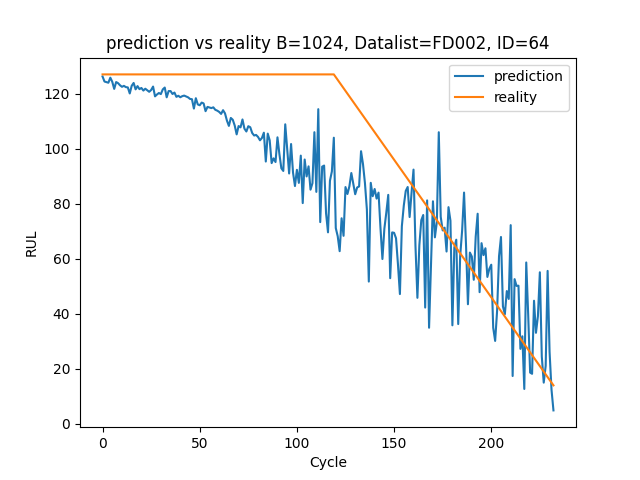 prediction vs reality B=1024, Datalist=FD002, ID=64
prediction
reality
RUL
120
100
80
60
40
20
0
0 50 100 150 200
Cycle